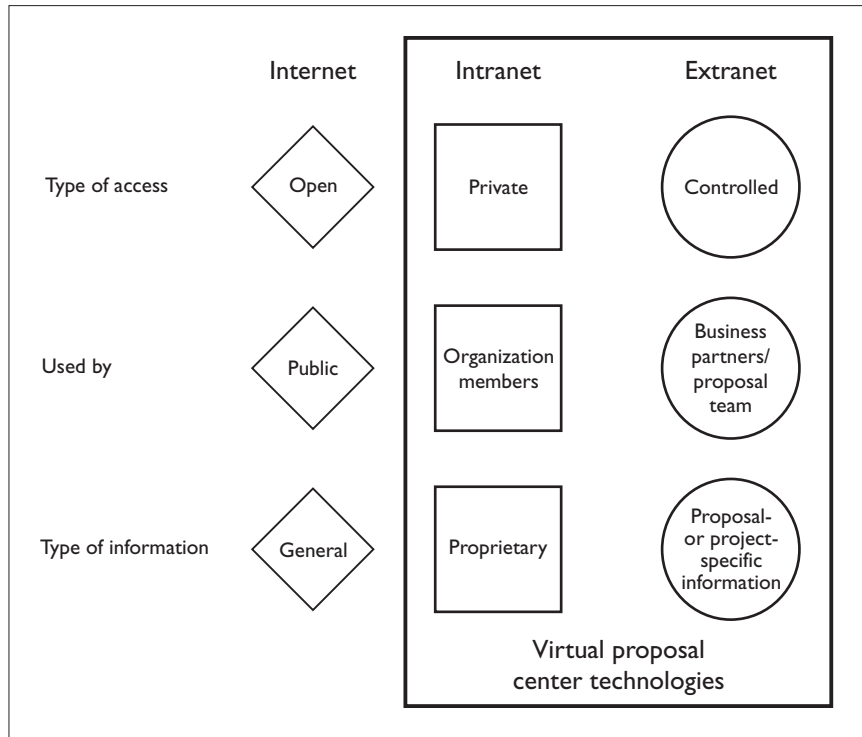 Internet
Intranet
Extranet
Type of access
Open
Private
Controlled
Used by
Public
Organization
members
Business
partners/
proposal
team
Type of information
General
Proprietary
Proposal-
or project-
specific
information
Virtual proposal
center technologies